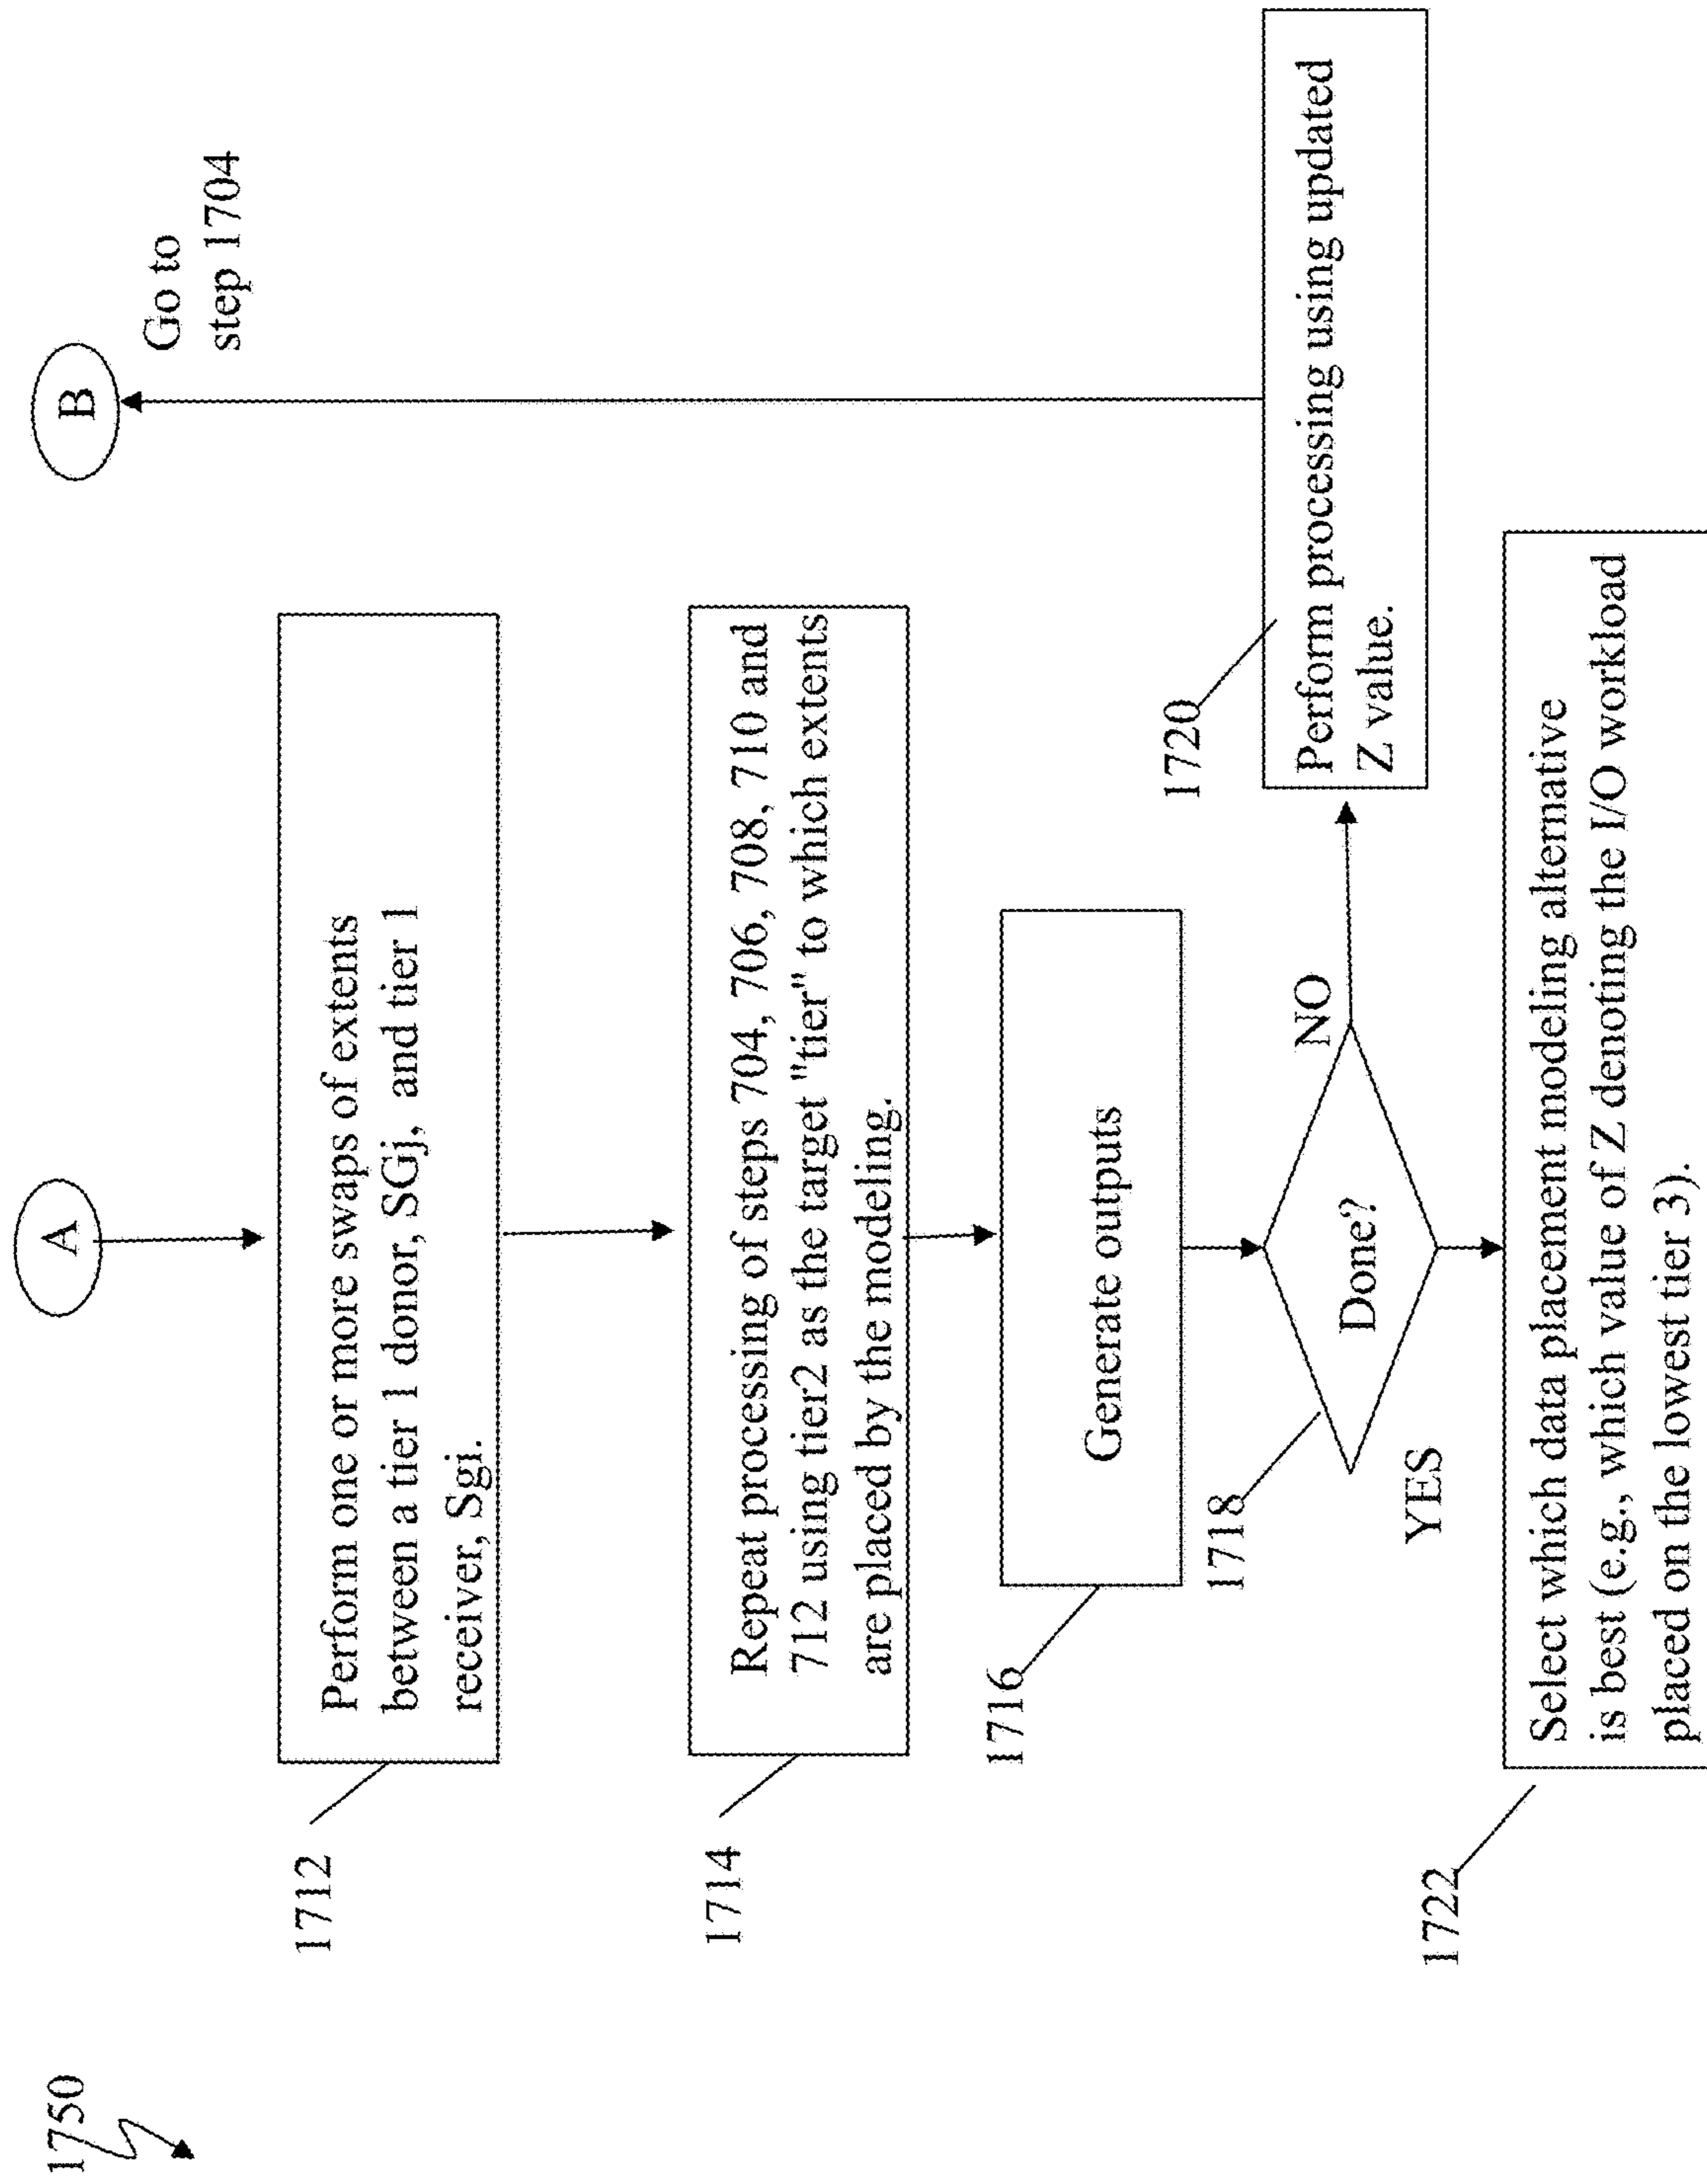 1750
A
B
Go to
step 1704
1712
Perform one or more swaps of extents
between a tier 1 donor, SGj, and tier 1
receiver, Sgi.
1714
Repeat processing of steps 704, 706, 708, 710 and
712 using tier2 as the target "tier" to which extents
are placed by the modeling.
1716
Generate outputs
1718
Done?
NO
YES
1720
Perform processing using updated
Z value.
1722
Select which data placement modeling alternative
is best (e.g., which value of Z denoting the I/O workload
placed on the lowest tier 3).